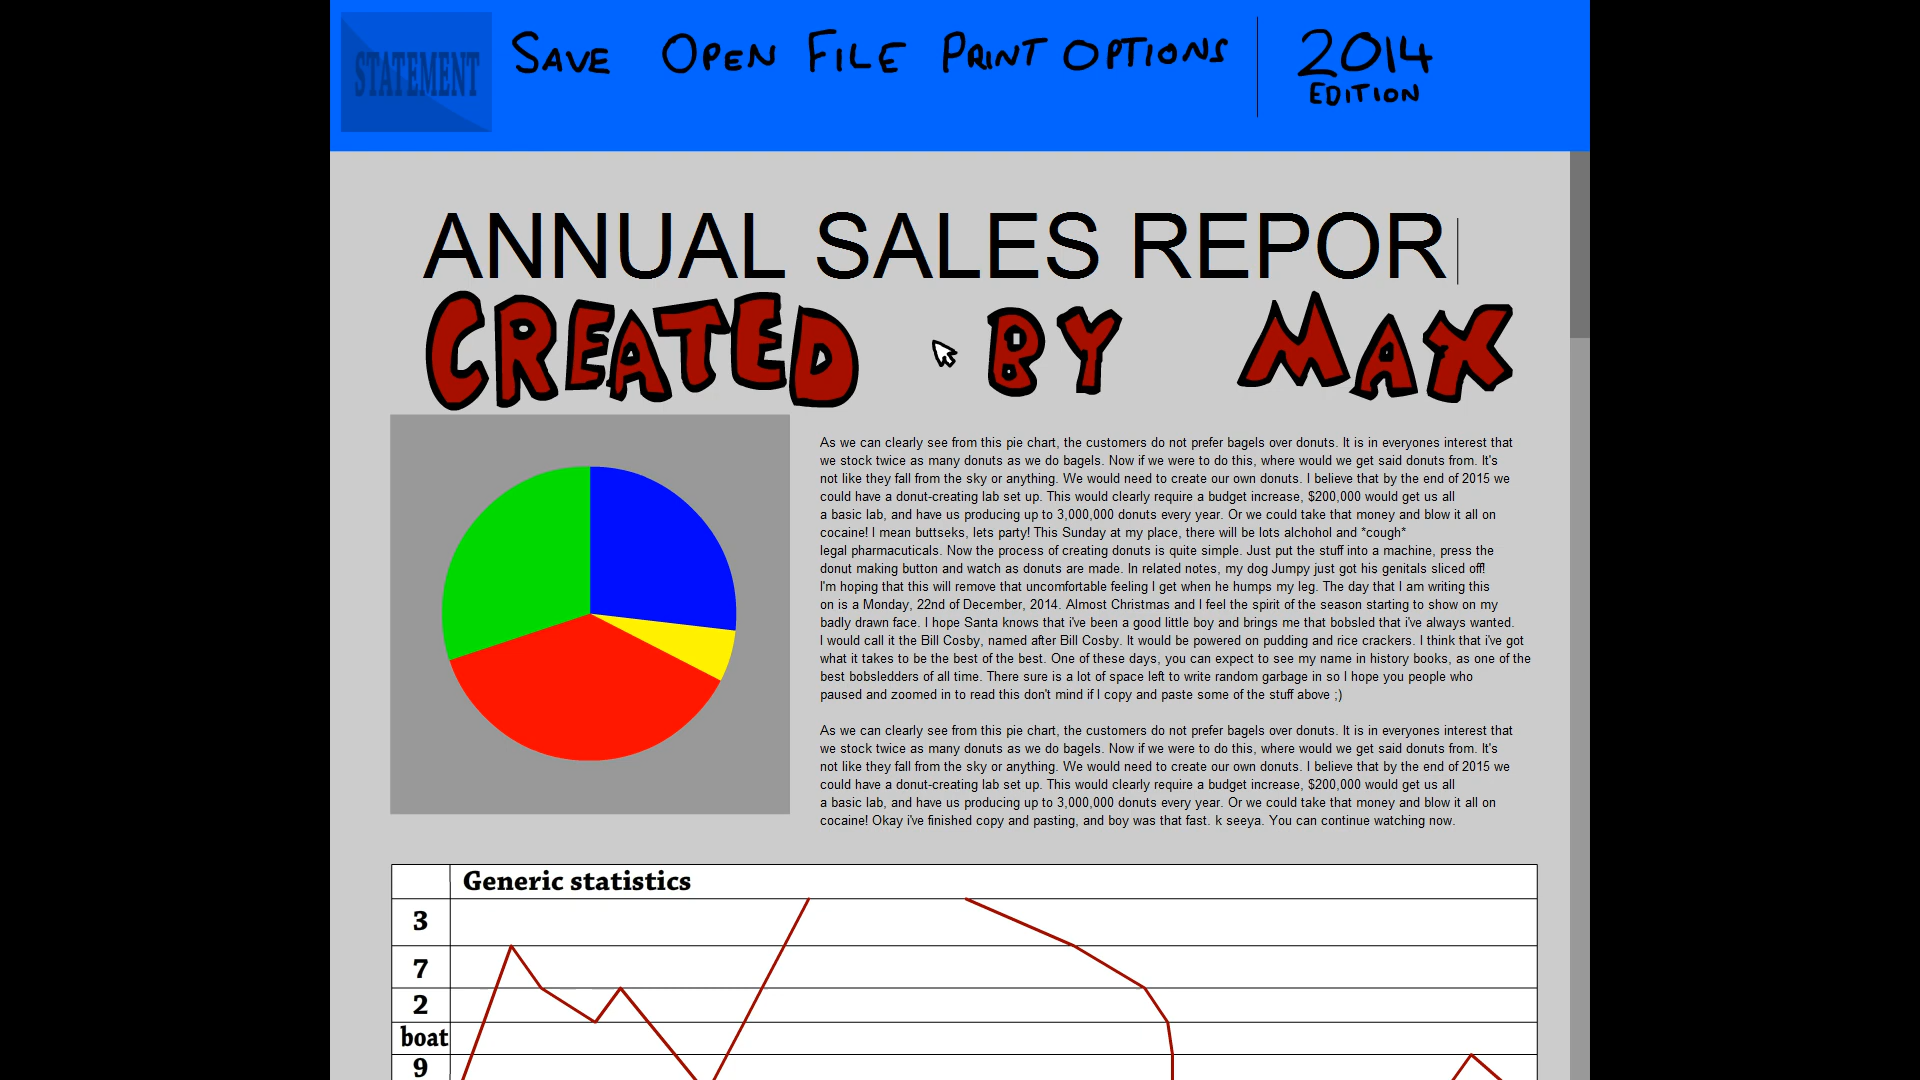 STATEMENT
SAVE OPEN FILE PRINT OPTIONS
2014
EDITION
ANNUAL SALES REPOR
CREATED BY MAX
As we can clearly see from this pie chart, the customers do not prefer bagels over donuts. It is in everyones interest that
we stock twice as many donuts as we do bagels. Now if we were to do this, where would we get said donuts from. It's
not like they fall from the sky or anything. We would need to create our own donuts. I believe that by the end of 2015 we
could have a donut-creating lab set up. This would clearly require a budget increase, $200,000 would get us all
a basic lab, and have us producing up to 3,000,000 donuts every year. Or we could take that money and blow it all on
cocaine! I mean buttseks, lets party! This Sunday at my place, there will be lots alchohol and *cough*
legal pharmacuticals. Now the process of creating donuts is quite simple. Just put the stuff into a machine, press the
donut making button and watch as donuts are made. In related notes, my dog Jumpy just got his genitals sliced off!
I'm hoping that this will remove that uncomfortable feeling I get when he humps my leg. The day that I am writing this
on is a Monday, 22nd of December, 2014. Almost Christmas and I feel the spirit of the season starting to show on my
badly drawn face. I hope Santa knows that i've been a good little boy and brings me that bobsled that i've always wanted.
I would call it the Bill Cosby, named after Bill Cosby. It would be powered on pudding and rice crackers. I think that i've got
what it takes to be the best of the best. One of these days, you can expect to see my name in history books, as one of the
best bobsledders of all time. There sure is a lot of space left to write random garbage in so I hope you people who
paused and zoomed in to read this don't mind if I copy and paste some of the stuff above ;)
As we can clearly see from this pie chart, the customers do not prefer bagels over donuts. It is in everyones interest that
we stock twice as many donuts as we do bagels. Now if we were to do this, where would we get said donuts from. It's
not like they fall from the sky or anything. We would need to create our own donuts. I believe that by the end of 2015 we
could have a donut-creating lab set up. This would clearly require a budget increase, $200,000 would get us all
a basic lab, and have us producing up to 3,000,000 donuts every year. Or we could take that money and blow it all on
cocaine! Okay i've finished copy and pasting, and boy was that fast. k seeya. You can continue watching now.
Generic statistics
3
7
2
boat
9